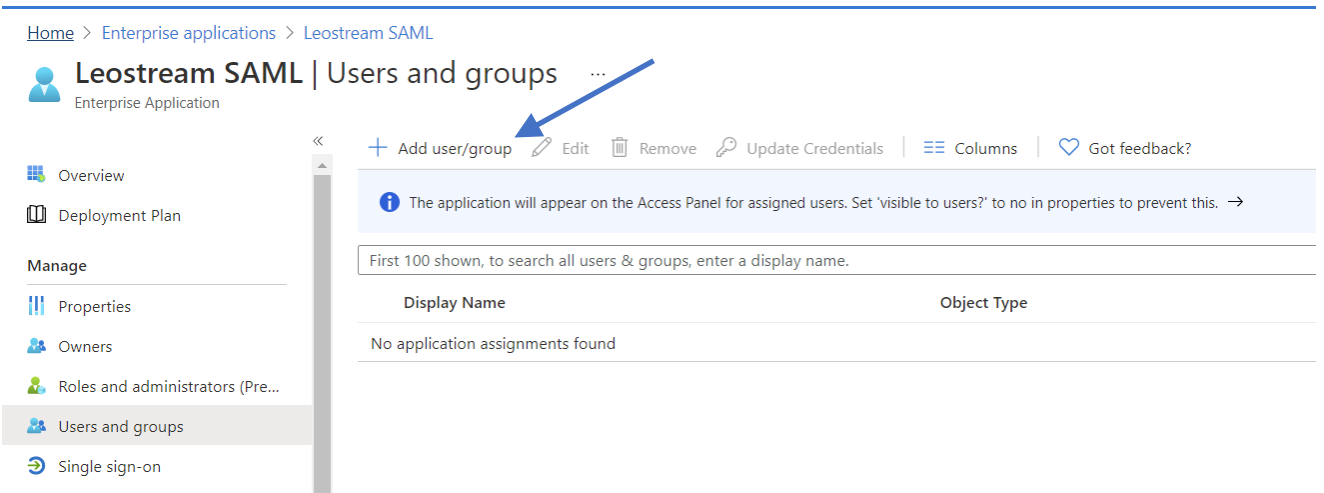 Home > Enterprise applications > Leostream SAML
Leostream SAML | Users and groups ...
Enterprise Application
«
Overview
Deployment Plan
Manage
Properties
Owners
Roles and administrators (Pre...
Users and groups
Single sign-on
+ Add user/group Edit Remove Update Credentials Columns Got feedback?
The application will appear on the Access Panel for assigned users. Set 'visible to users?' to no in properties to prevent this. →
First 100 shown, to search all users & groups, enter a display name.
Display Name Object Type
No application assignments found